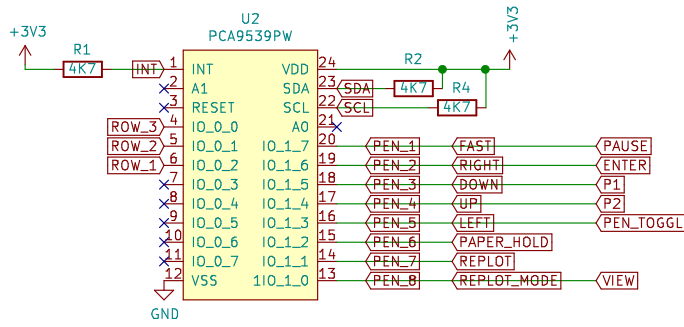 U2
PCA9539PW
+3V3
+3V3
R1
4K7
INT
1 INT VDD 24
R2
4K7
2 A1 SDA 23 SDA
R4
4K7
3 RESET SCL 22 SCL
ROW_3 4 IO_0_0 A0 21
ROW_2 5 IO_0_1 IO_1_7 20 PEN_1 FAST PAUSE
ROW_1 6 IO_0_2 IO_1_6 19 PEN_2 RIGHT ENTER
7 IO_0_3 IO_1_5 18 PEN_3 DOWN P1
8 IO_0_4 IO_1_4 17 PEN_4 UP P2
9 IO_0_5 IO_1_3 16 PEN_5 LEFT PEN_TOGGL
10 IO_0_6 IO_1_2 15 PEN_6 PAPER_HOLD
11 IO_0_7 IO_1_1 14 PEN_7 REPLOT
12 VSS 1IO_1_0 13 PEN_8 REPLOT_MODE VIEW
GND